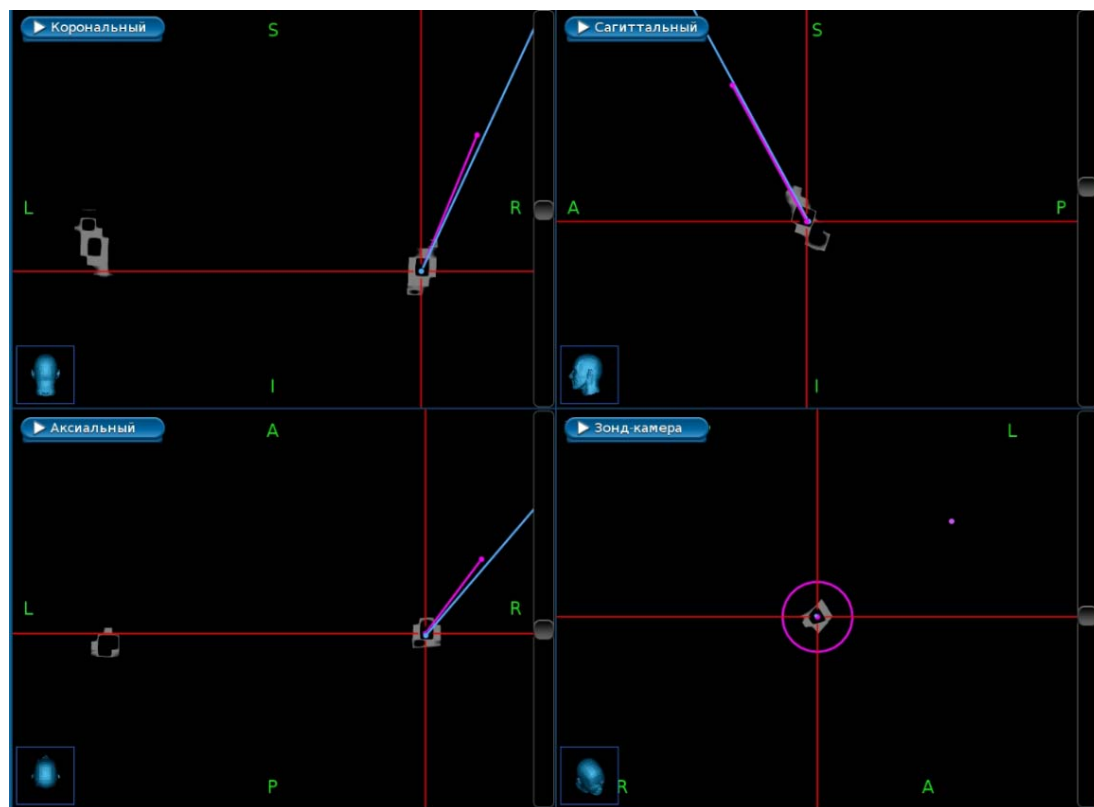 Корональный
S
L
R
I
Сагиттальный
S
A
P
I
Аксиальный
A
L
R
P
Зонд-камера
L
R
A